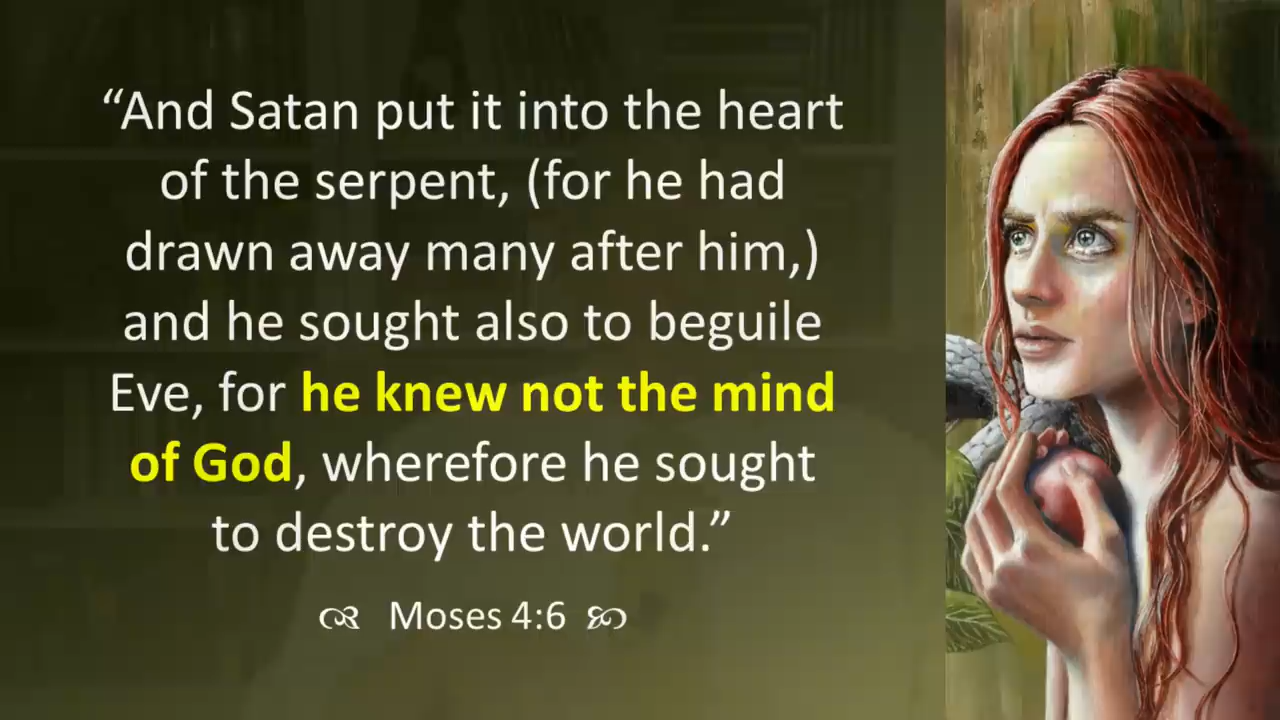 “And Satan put it into the heart
of the serpent, (for he had
drawn away many after him,)
and he sought also to beguile
Eve, for he knew not the mind
of God, wherefore he sought
to destroy the world.”
Moses 4:6